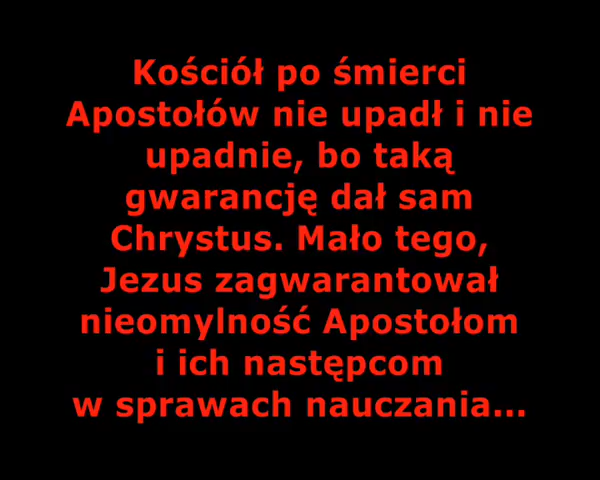 Kościół po śmierci
Apostołów nie upadł i nie
upadnie, bo taką
gwarancję dał sam
Chrystus. Mało tego,
Jezus zagwarantował
nieomylność Apostołom
i ich następcom
w sprawach nauczania...